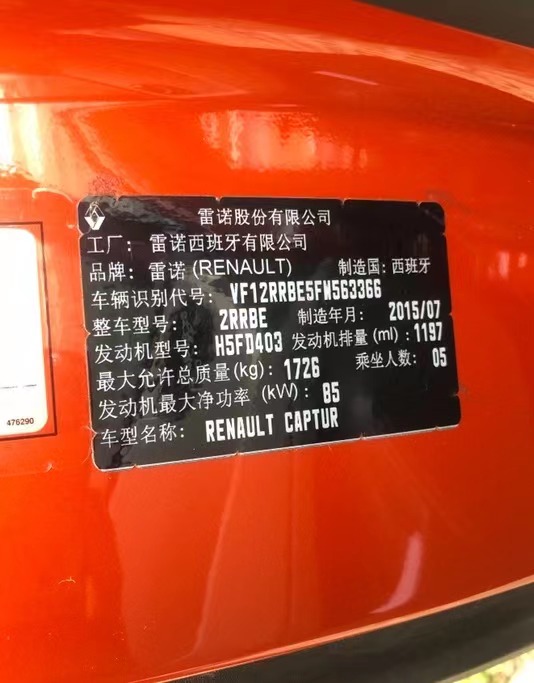 雷诺股份有限公司
工厂: 雷诺西班牙有限公司
品牌: 雷诺 (RENAULT) 制造国: 西班牙
车辆识别代号: VF12RRBE5FW563366
整车型号: 2RRBE 制造年月: 2015/07
发动机型号: H5FD403 发动机排量 (ml): 1197
最大允许总质量(kg): 1726 乘坐人数: 05
发动机最大净功率 (kW): 85
车型名称: RENAULT CAPTUR
476290